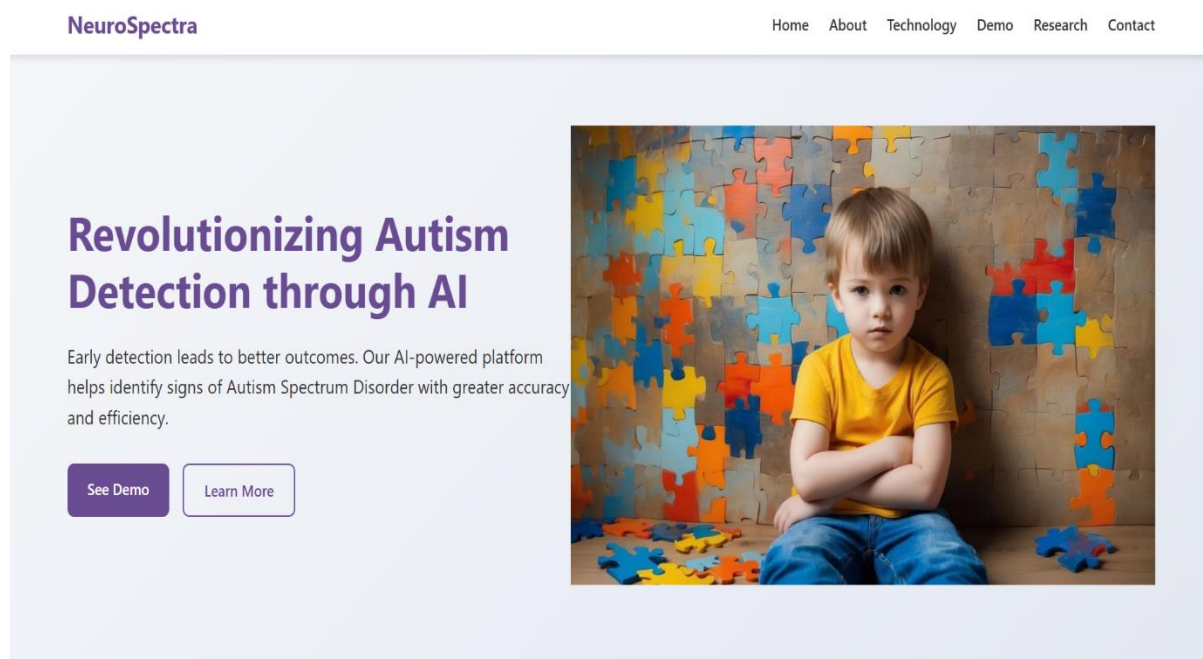 NeuroSpectra
Home About Technology Demo Research Contact
Revolutionizing Autism
Detection through AI
Early detection leads to better outcomes. Our AI-powered platform
helps identify signs of Autism Spectrum Disorder with greater accuracy
and efficiency.
See Demo
Learn More